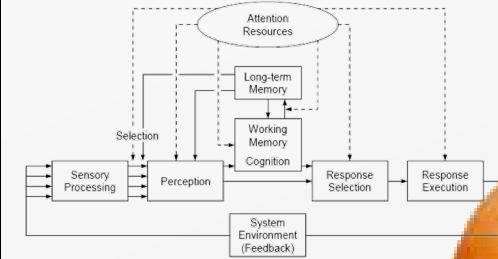 Attention
Resources
Long-term
Memory
Selection
Working
Memory
Cognition
Sensory
Processing
Perception
Response
Selection
Response
Execution
System
Environment
(Feedback)